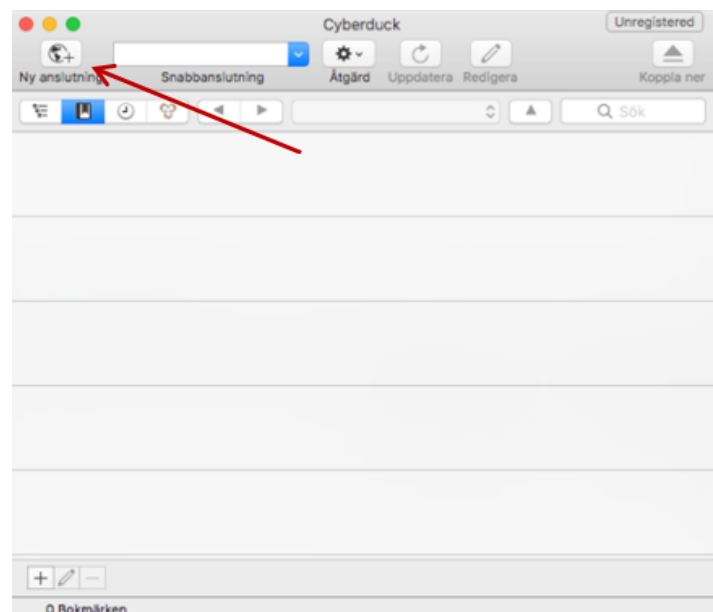 Cyberduck
Unregistered
Ny anslutning
Snabbanslutning
Åtgärd
Uppdatera
Redigera
Koppla ner
Sök
0 Bokmärken